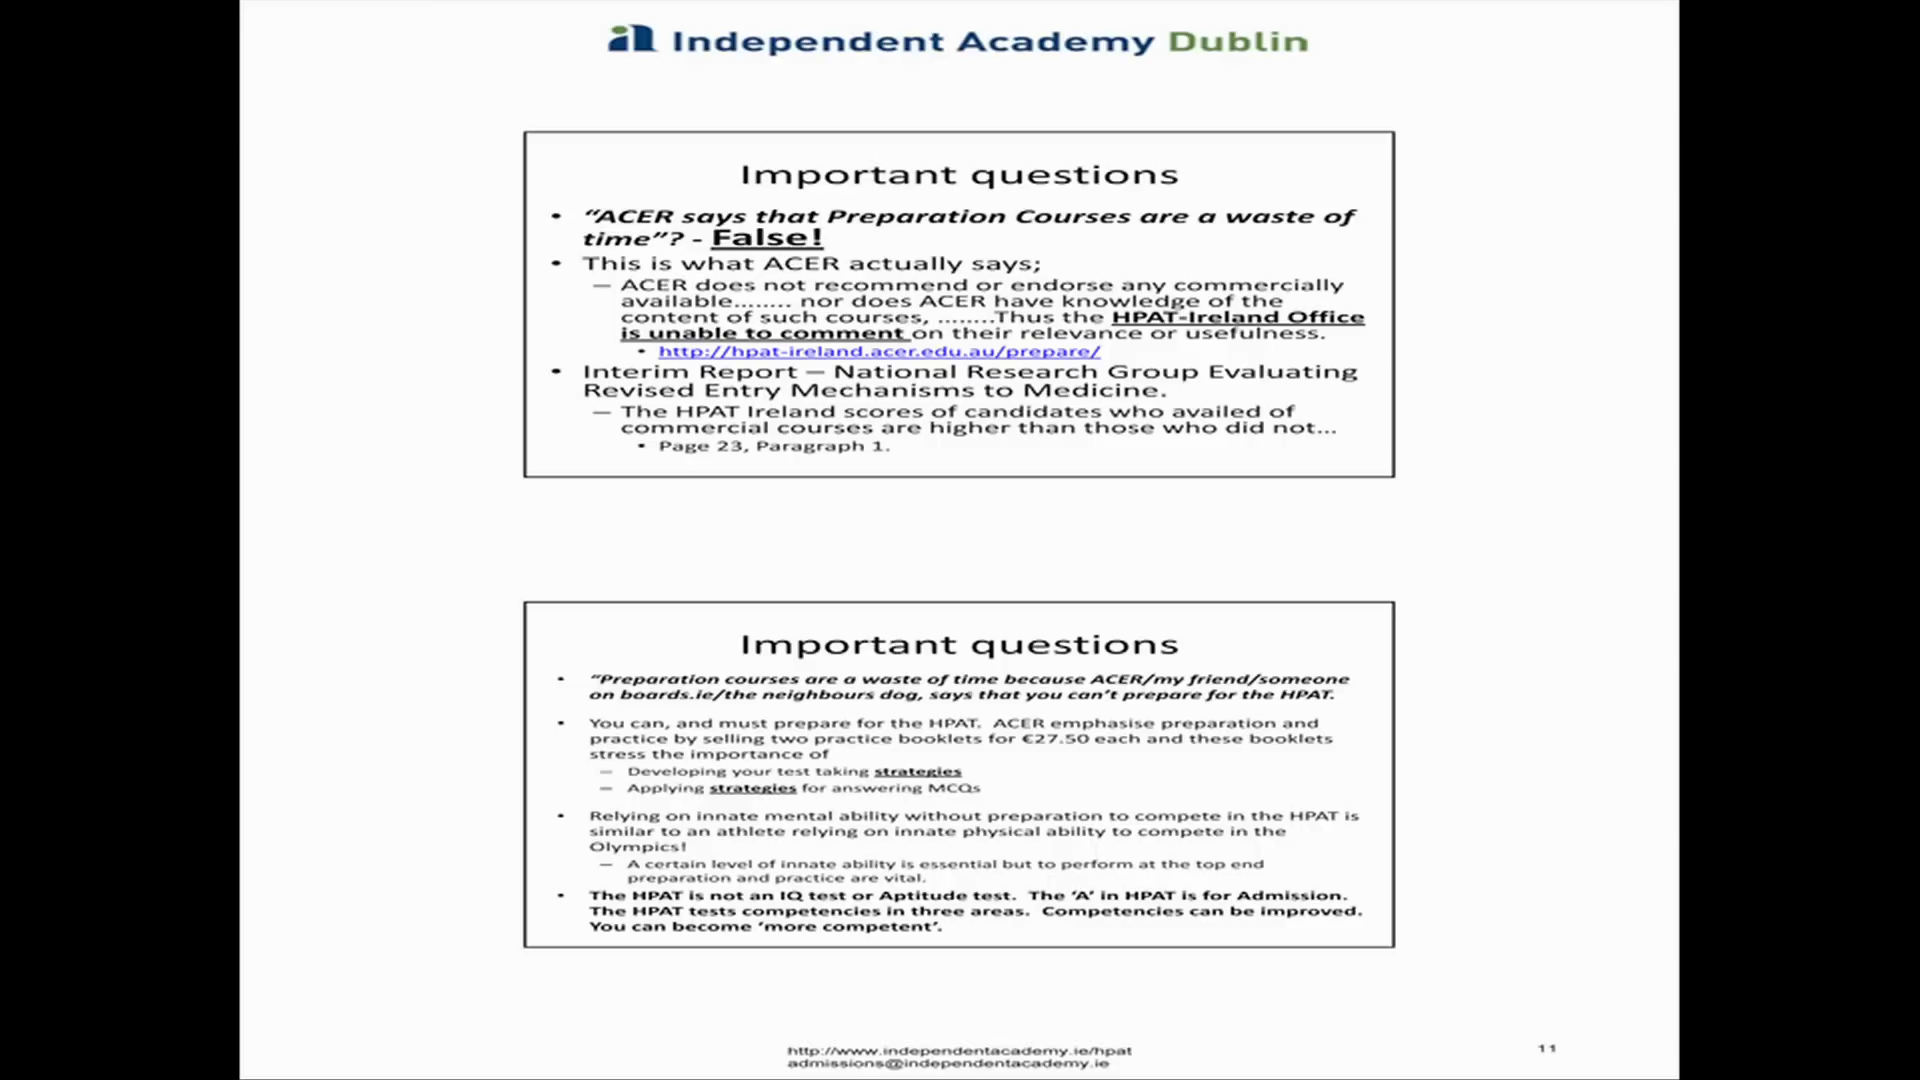 Independent Academy Dublin
Important questions
• “ACER says that Preparation Courses are a waste of
time”? - False!
• This is what ACER actually says;
– ACER does not recommend or endorse any commercially
available........ nor does ACER have knowledge of the
content of such courses, ........Thus the HPAT-Ireland Office
is unable to comment on their relevance or usefulness.
• http://hpat-ireland.acer.edu.au/prepare/
• Interim Report – National Research Group Evaluating
Revised Entry Mechanisms to Medicine.
– The HPAT Ireland scores of candidates who availed of
commercial courses are higher than those who did not...
• Page 23, Paragraph 1.
Important questions
• “Preparation courses are a waste of time because ACER/my friend/someone
on boards.ie/the neighbours dog, says that you can’t prepare for the HPAT.
• You can, and must prepare for the HPAT. ACER emphasise preparation and
practice by selling two practice booklets for €27.50 each and these booklets
stress the importance of
– Developing your test taking strategies
– Applying strategies for answering MCQs
• Relying on innate mental ability without preparation to compete in the HPAT is
similar to an athlete relying on innate physical ability to compete in the
Olympics!
– A certain level of innate ability is essential but to perform at the top end
preparation and practice are vital.
• The HPAT is not an IQ test or Aptitude test. The ‘A’ in HPAT is for Admission.
The HPAT tests competencies in three areas. Competencies can be improved.
You can become ‘more competent’.
http://www.independentacademy.ie/hpat
admissions@independentacademy.ie
11